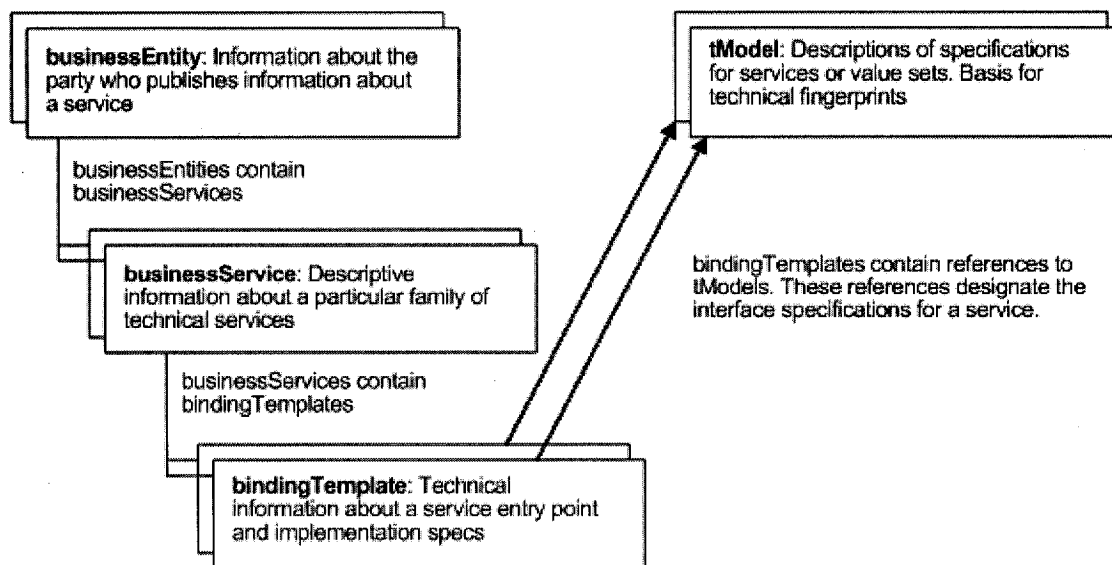 businessEntity: Information about the
party who publishes information about
a service
tModel: Descriptions of specifications
for services or value sets. Basis for
technical fingerprints
businessEntities contain
businessServices
businessService: Descriptive
information about a particular family of
technical services
bindingTemplates contain references to
tModels. These references designate the
interface specifications for a service.
businessServices contain
bindingTemplates
bindingTemplate: Technical
information about a service entry point
and implementation specs